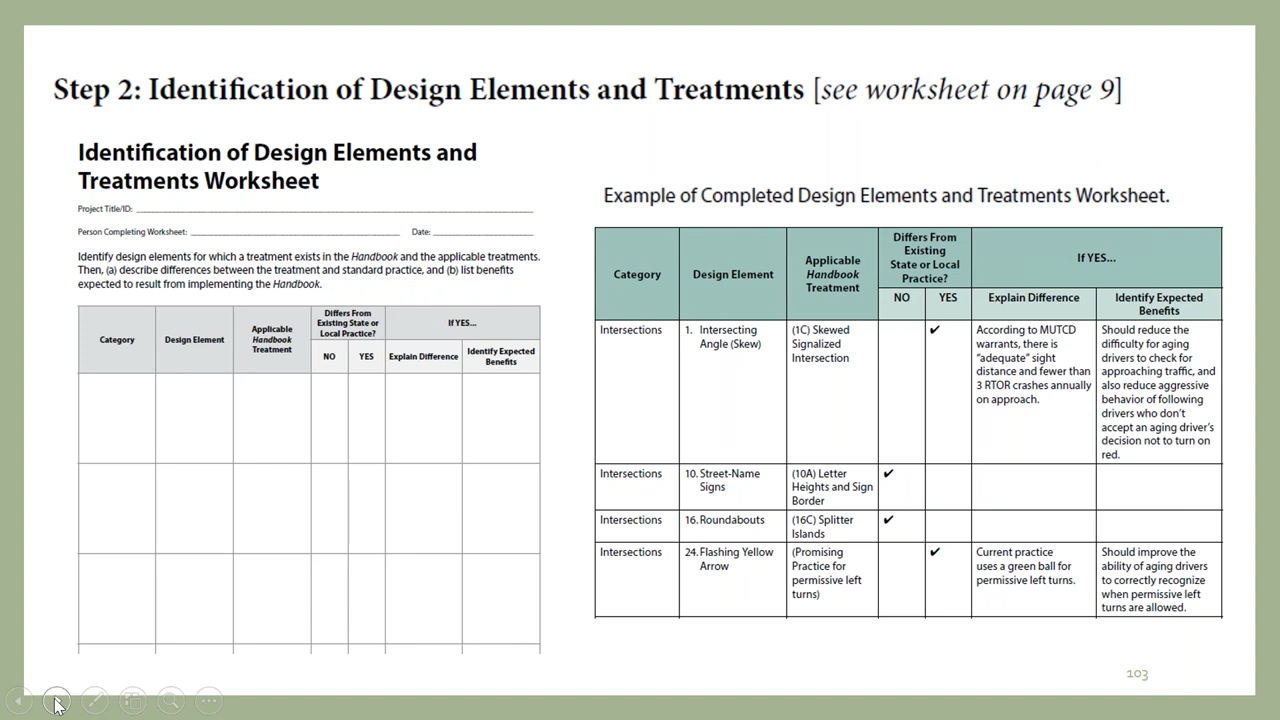 Step 2: Identification of Design Elements and Treatments [see worksheet on page 9]
Identification of Design Elements and
Treatments Worksheet
Project Title/ID:
Person Completing Worksheet:
Date:
Identify design elements for which a treatment exists in the Handbook and the applicable treatments.
Then, (a) describe differences between the treatment and standard practice, and (b) list benefits
expected to result from implementing the Handbook.
Category
Design Element
Applicable
Handbook
Treatment
Differs From
Existing State or
Local Practice?
NO
YES
If YES...
Explain Difference
Identify Expected
Benefits
Example of Completed Design Elements and Treatments Worksheet.
Category
Design Element
Applicable
Handbook
Treatment
Differs From
Existing
State or Local
Practice?
NO
YES
If YES...
Explain Difference
Identify Expected
Benefits
Intersections
1. Intersecting
Angle (Skew)
(1C) Skewed
Signalized
Intersection
✔
According to MUTCD
warrants, there is
"adequate" sight
distance and fewer than
3 RTOR crashes annually
on approach.
Should reduce the
difficulty for aging
drivers to check for
approaching traffic, and
also reduce aggressive
behavior of following
drivers who don't
accept an aging driver's
decision not to turn on
red.
Intersections
10. Street-Name
Signs
(10A) Letter
Heights and Sign
Border
✔
Intersections
16. Roundabouts
(16C) Splitter
Islands
✔
Intersections
24. Flashing Yellow
Arrow
(Promising
Practice for
permissive left
turns)
✔
Current practice
uses a green ball for
permissive left turns.
Should improve the
ability of aging drivers
to correctly recognize
when permissive left
turns are allowed.
103